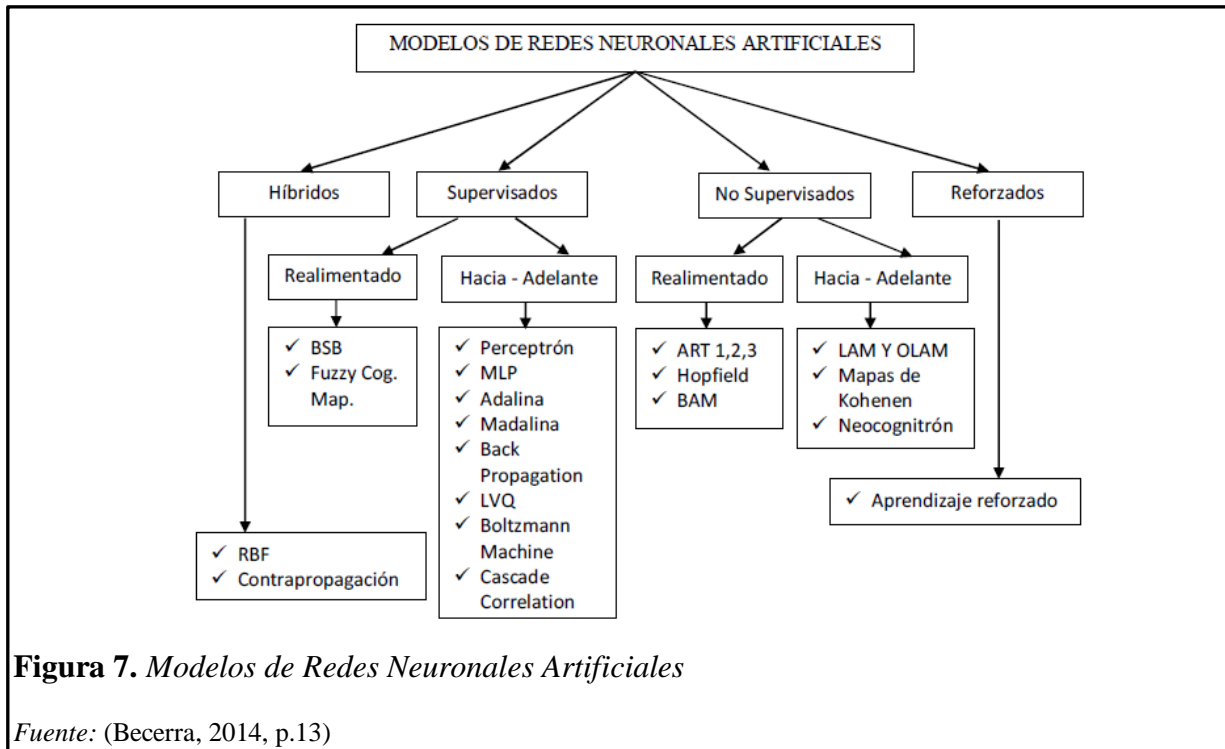 MODELOS DE REDES NEURONALES ARTIFICIALES
Híbridos
Supervisados
No Supervisados
Reforzados
Realimentado
Hacia - Adelante
Realimentado
Hacia - Adelante
✓ BSB
✓ Fuzzy Cog.
Map.
✓ Perceptrón
✓ MLP
✓ Adalina
✓ Madalina
✓ Back
Propagation
✓ LVQ
✓ Boltzmann
Machine
✓ Cascade
Correlation
✓ ART 1,2,3
✓ Hopfield
✓ BAM
✓ LAM Y OLAM
✓ Mapas de
Kohenen
✓ Neocognitrón
✓ Aprendizaje reforzado
✓ RBF
✓ Contrapropagación
Figura 7. Modelos de Redes Neuronales Artificiales
Fuente: (Becerra, 2014, p.13)